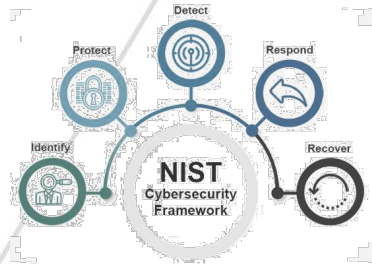 Detect
Protect
Respond
Identify
Recover
NIST
Cybersecurity
Framework